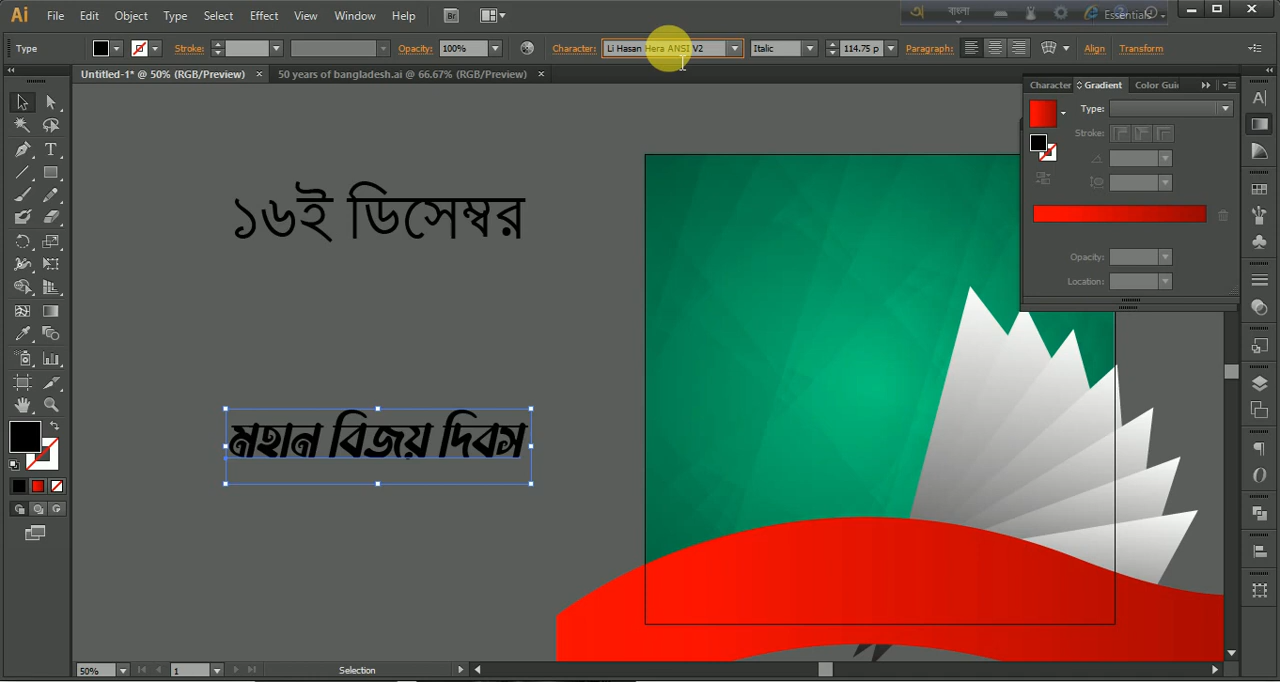 Ai File Edit Object Type Select Effect View Window Help Br বাংলা Essentials
Type Stroke: Opacity: 100% Character: Li Hasan Hera ANSI V2 Italic 114.75 p Paragraph: Align Transform
Untitled-1* @ 50% (RGB/Preview) × 50 years of bangladesh.ai @ 66.67% (RGB/Preview) ×
Character Gradient Color Gui
Type:
Stroke:
Opacity:
Location:
১৬ই ডিসেম্বর
মহান বিজয় দিবস
50% 1 Selection